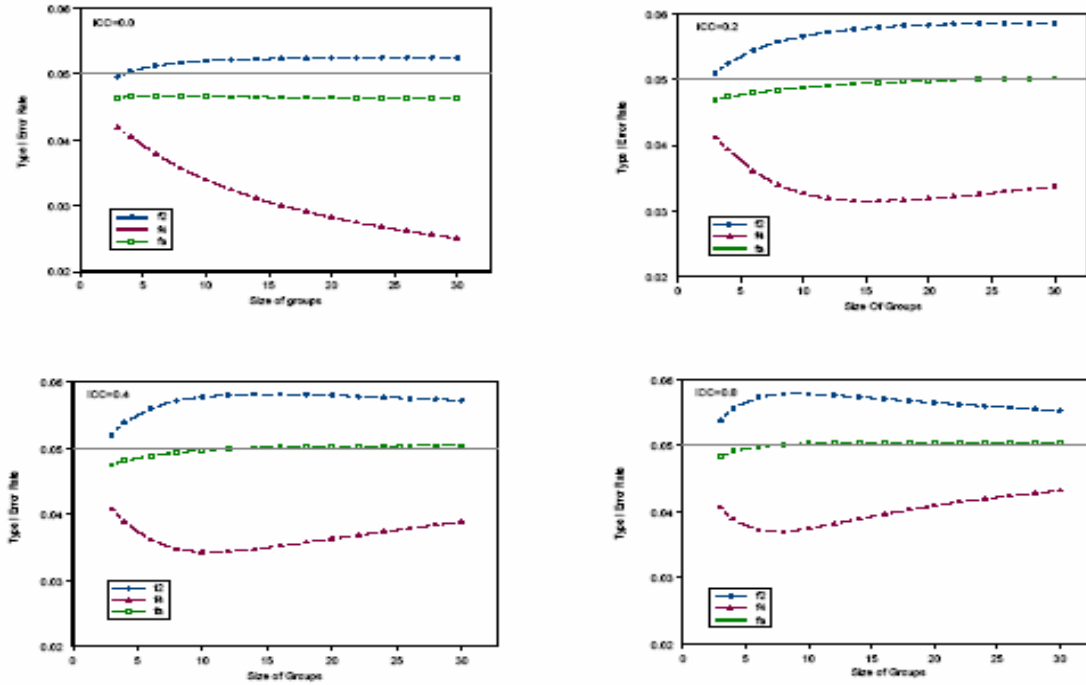 ICC=0.0
0.06
0.05
0.04
0.03
0.02
Type I Error Rate
0 5 10 15 20 25 30
Size of groups
ICC=0.2
0.06
0.05
0.04
0.03
0.02
Type I Error Rate
0 5 10 15 20 25 30
Size Of Groups
ICC=0.4
0.06
0.05
0.04
0.03
0.02
Type I Error Rate
0 5 10 15 20 25 30
Size of Groups
0.06
0.05
0.04
0.03
0.02
Type I Error Rate
0 5 10 15 20 25 30
Size of Groups